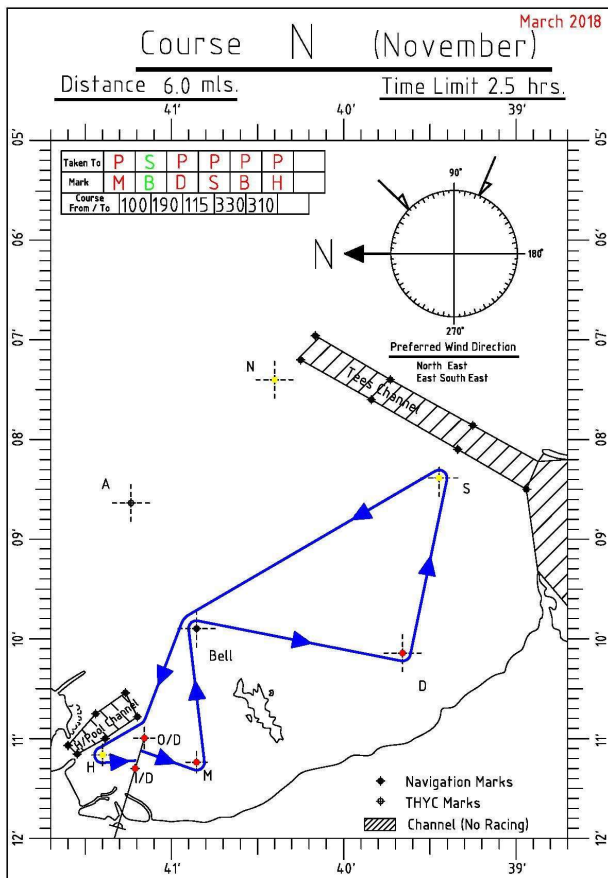 March 2018
Course N (November)
Distance 6.0 mls.
Time Limit 2.5 hrs.
41' 40' 39'
05'
Taken To P S P P P P
Mark M B D S B H
Course From / To 100 190 115 330 310
90°
N
180°
270°
Preferred Wind Direction
North East
East South East
06'
07'
Tees Channel
N
08'
S
A
09'
10'
Bell
D
H/Pool Channel
O/D
11'
H
I/D
M
Navigation Marks
THYC Marks
Channel (No Racing)
12'
05'
06'
07'
08'
09'
10'
11'
12'
41' 40' 39'